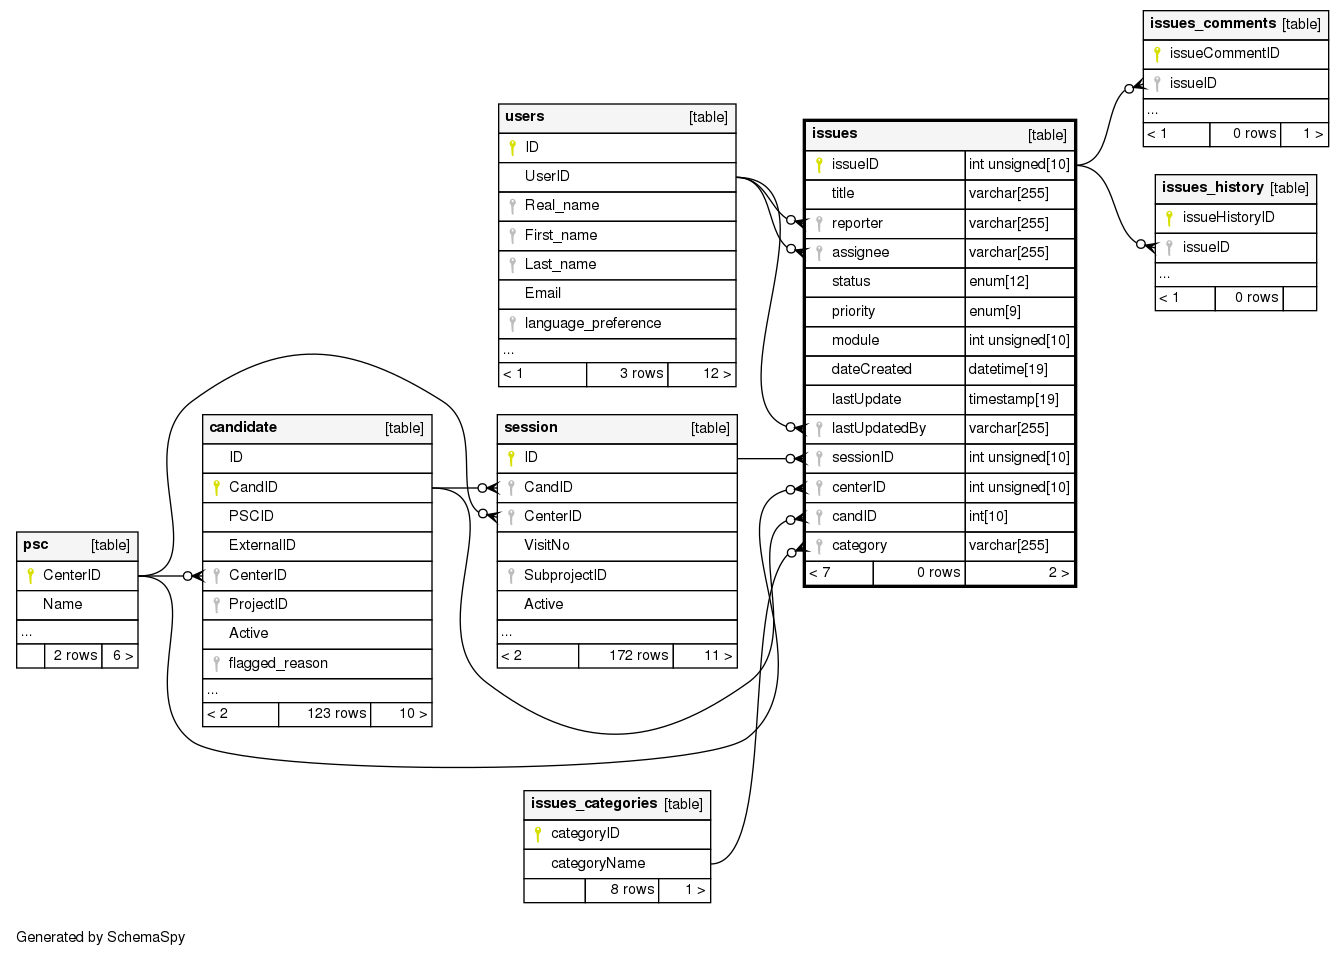 issues_comments [table]
issueCommentID
issueID
...
< 1 0 rows 1 >
issues_history [table]
issueHistoryID
issueID
...
< 1 0 rows
users [table]
ID
UserID
Real_name
First_name
Last_name
Email
language_preference
...
< 1 3 rows 12 >
issues [table]
issueID int unsigned[10]
title varchar[255]
reporter varchar[255]
assignee varchar[255]
status enum[12]
priority enum[9]
module int unsigned[10]
dateCreated datetime[19]
lastUpdate timestamp[19]
lastUpdatedBy varchar[255]
sessionID int unsigned[10]
centerID int unsigned[10]
candID int[10]
category varchar[255]
< 7 0 rows 2 >
candidate [table]
ID
CandID
PSCID
ExternalID
CenterID
ProjectID
Active
flagged_reason
...
< 2 123 rows 10 >
session [table]
ID
CandID
CenterID
VisitNo
SubprojectID
Active
...
< 2 172 rows 11 >
psc [table]
CenterID
Name
...
2 rows 6 >
issues_categories [table]
categoryID
categoryName
8 rows 1 >
Generated by SchemaSpy